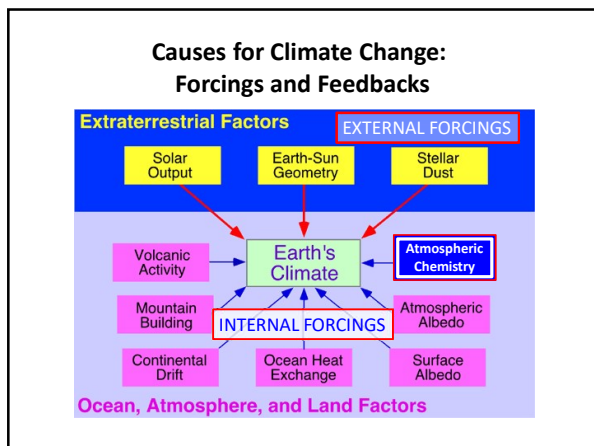 Causes for Climate Change:
Forcings and Feedbacks
Extraterrestrial Factors
EXTERNAL FORCINGS
Solar
Output
Earth-Sun
Geometry
Stellar
Dust
Volcanic
Activity
Earth's
Climate
Atmospheric
Chemistry
Mountain
Building
INTERNAL FORCINGS
Atmospheric
Albedo
Continental
Drift
Ocean Heat
Exchange
Surface
Albedo
Ocean, Atmosphere, and Land Factors